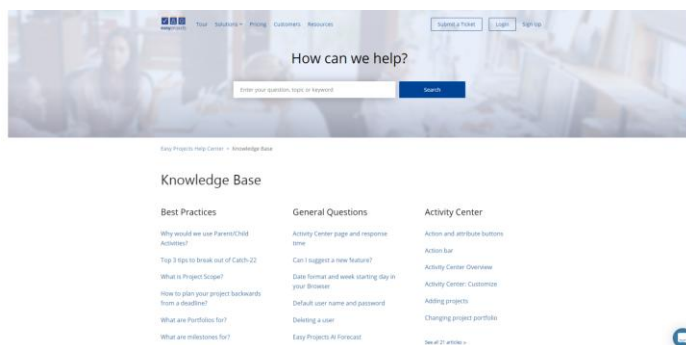 easyprojects
Tour Solutions Pricing Customers Resources
Submit a Ticket Login Sign Up
How can we help?
Enter your question, topic or keyword
Search
Easy Projects Help Center Knowledge Base
Knowledge Base
Best Practices
Why would we use Parent/Child
Activities?
Top 3 tips to break out of Catch-22
What is Project Scope?
How to plan your project backwards
from a deadline?
What are Portfolios for?
What are milestones for?
General Questions
Activity Center page and response
time
Can I suggest a new feature?
Date format and week starting day in
your Browser
Default user name and password
Deleting a user
Easy Projects AI Forecast
Activity Center
Action and attribute buttons
Action bar
Activity Center Overview
Activity Center: Customize
Adding projects
Changing project portfolio
See all 21 articles »